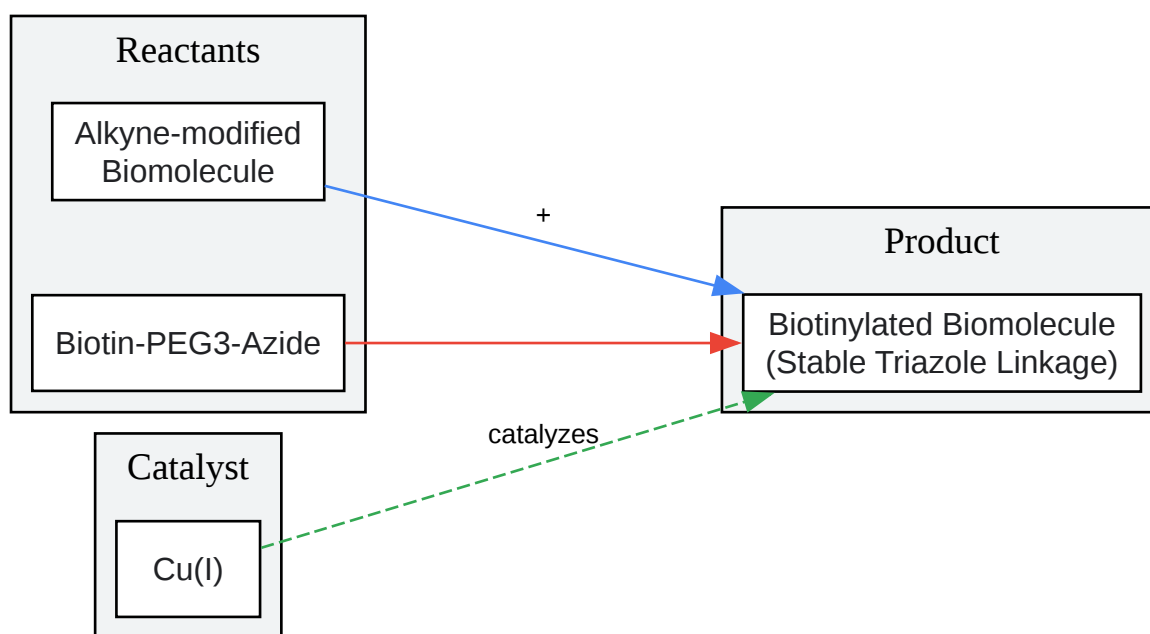 Reactants
Alkyne-modified
Biomolecule
+
Product
Biotin-PEG3-Azide
Biotinylated Biomolecule
(Stable Triazole Linkage)
catalyzes
Catalyst
Cu(I)